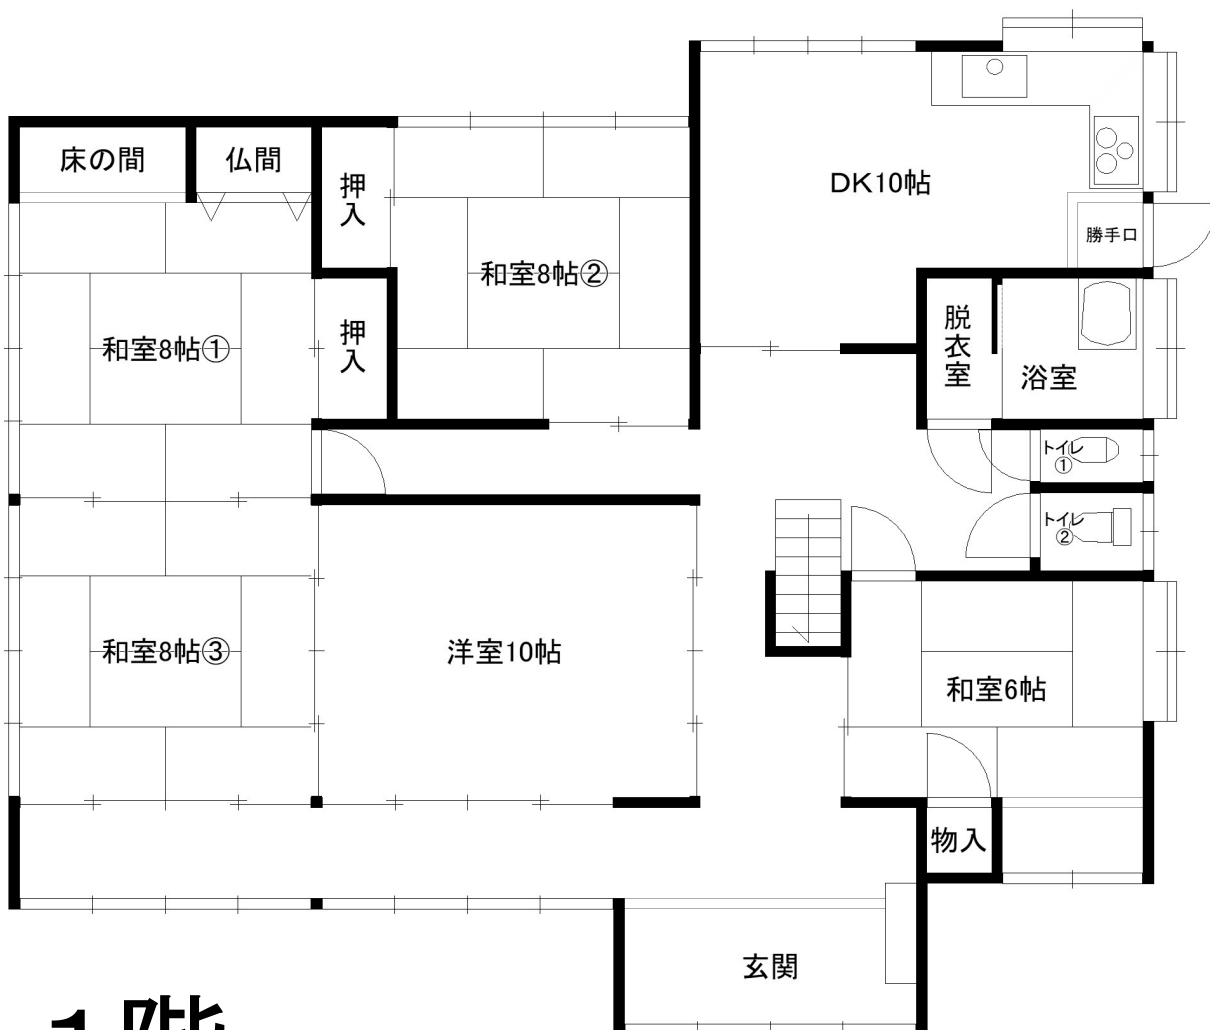 床の間
仏間
押入
DK10帖
勝手口
和室8帖②
和室8帖①
押入
脱衣室
浴室
トイレ
①
トイレ
②
和室8帖③
洋室10帖
和室6帖
物入
玄関
1階